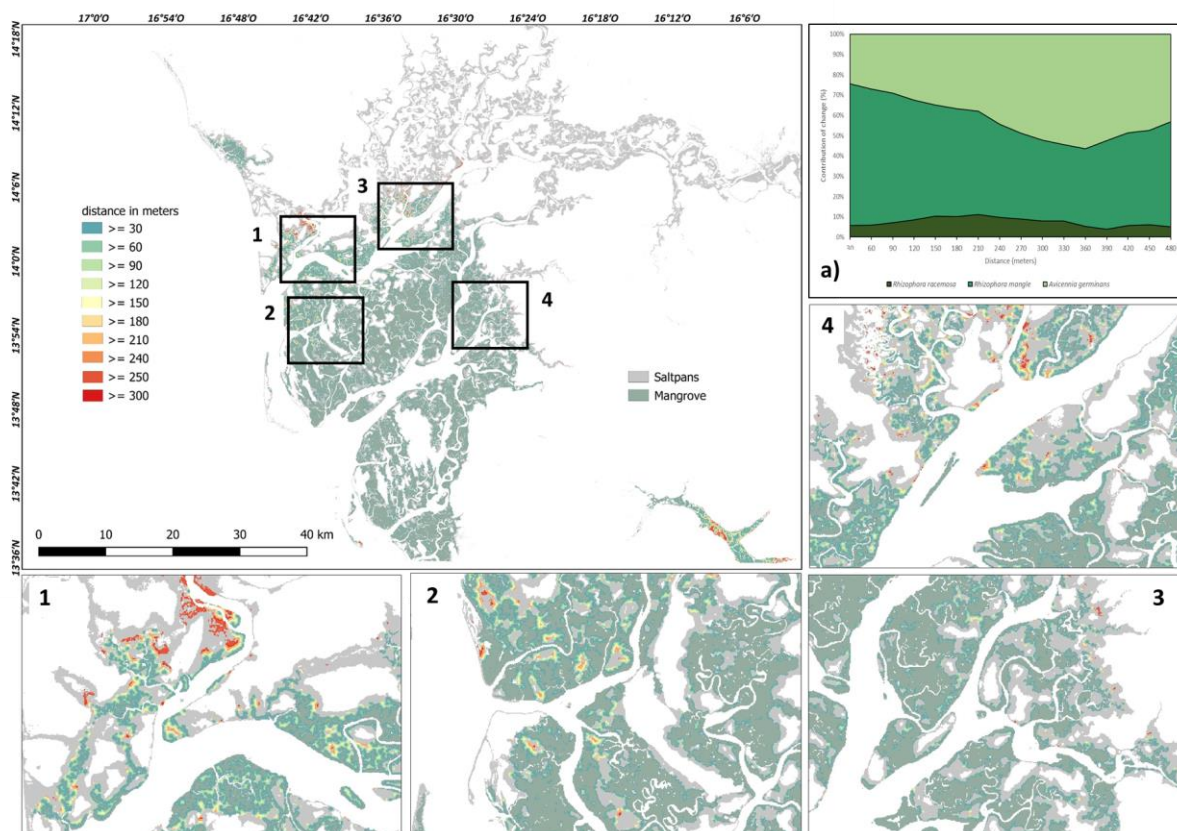 17°0' 16°54' 16°48' 16°42' 16°36' 16°30' 16°24' 16°18' 16°12' 16°6'
14°18'N
14°12'N
14°6'N
14°0'N
13°54'N
13°48'N
13°42'N
13°36'N
distance in meters
>= 30
>= 60
>= 90
>= 120
>= 150
>= 180
>= 210
>= 240
>= 250
>= 300
1
2
3
4
Saltpans
Mangrove
0 10 20 30 40 km
100%
90%
80%
70%
60%
50%
40%
30%
20%
10%
0%
Contribution of change (%)
60 90 120 150 180 210 240 270 300 330 360 390 420 450 480
Distance (meters)
a)
Rhizophora racemosa Rhizophora mangle Avicennia germinans
4
1
2
3